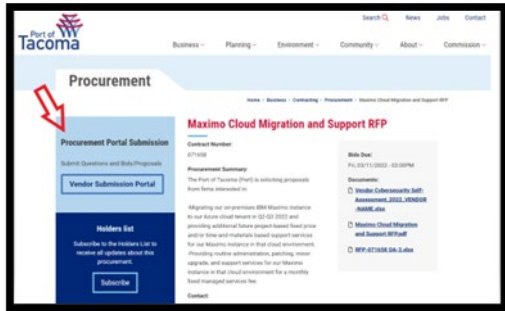 Search News Jobs Contact
Port of
Tacoma
Business Planning Environment Community About Commission
Procurement
Home Business Contracting Procurement Maximo Cloud Migration and Support RFP
Maximo Cloud Migration and Support RFP
Procurement Portal Submission
Submit Questions and Bids/Proposals
Vendor Submission Portal
Holders list
Subscribe to the Holders List to
receive all updates about this
procurement.
Subscribe
Contract Number:
071658
Procurement Summary:
The Port of Tacoma (Port) is soliciting proposals
from firms interested in:
-Migrating our on-premises IBM Maximo instance
to our Azure cloud tenant in Q2-Q3 2022 and
providing additional future project-based fixed price
and/or time-and-materials based support services
for our Maximo instance in that cloud environment.
-Providing routine administration, patching, minor
upgrade, and support services for our Maximo
instance in that cloud environment for a monthly
fixed managed services fee.
Contact:
Bids Due:
Fri, 03/11/2022 - 02:00PM
Documents:
Vendor Cybersecurity Self-
Assessment_2022_VENDOR
-NAME.xlsx
Maximo Cloud Migration
and Support RFP.pdf
RFP-071658 QA-3.xlsx